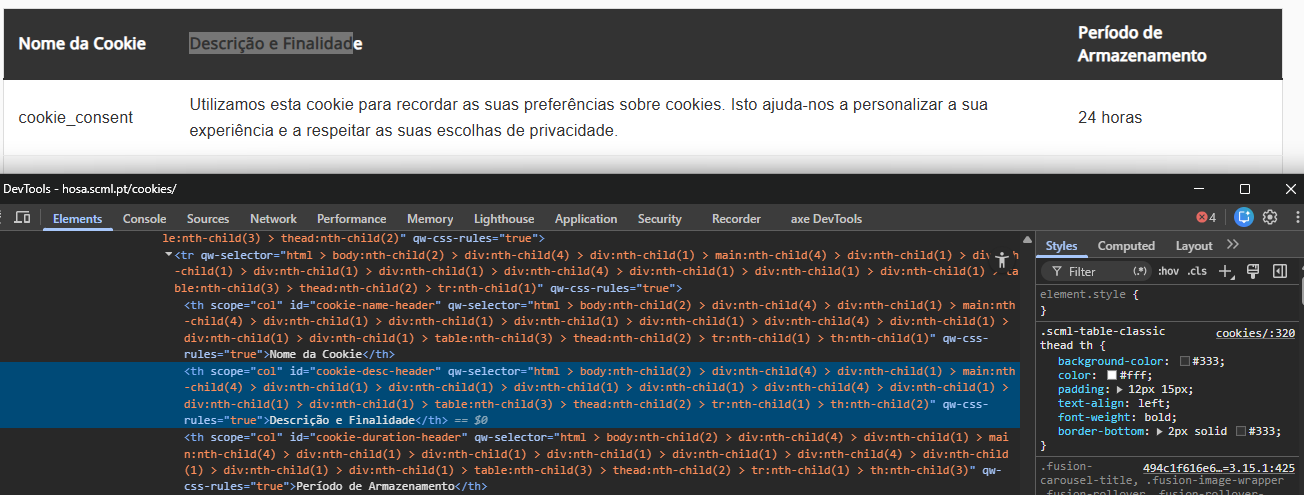 Nome da Cookie
Descrição e Finalidade
Período de
Armazenamento
cookie_consent
Utilizamos esta cookie para recordar as suas preferências sobre cookies. Isto ajuda-nos a personalizar a sua
experiência e a respeitar as suas escolhas de privacidade.
24 horas
DevTools - hosa.scml.pt/cookies/
Elements Console Sources Network Performance Memory Lighthouse Application Security Recorder axe DevTools 4
le:nth-child(3) > thead:nth-child(2)" qw-css-rules="true">
<tr qw-selector="html > body:nth-child(2) > div:nth-child(4) > div:nth-child(1) > main:nth-child(4) > div:nth-child(1) >
-child(1) > div:nth-child(1) > div:nth-child(1) > div:nth-child(4) > div:nth-child(1) > div:nth-child(1) > div:nth-child(1) > ta
ble:nth-child(3) > thead:nth-child(2) > tr:nth-child(1)" qw-css-rules="true">
<th scope="col" id="cookie-name-header" qw-selector="html > body:nth-child(2) > div:nth-child(4) > div:nth-child(1) > main:nth
-child(4) > div:nth-child(1) > div:nth-child(1) > div:nth-child(1) > div:nth-child(1) > div:nth-child(4) > div:nth-child(1) >
div:nth-child(1) > div:nth-child(1) > table:nth-child(3) > thead:nth-child(2) > tr:nth-child(1) > th:nth-child(1)" qw-css-
rules="true">Nome da Cookie</th>
<th scope="col" id="cookie-desc-header" qw-selector="html > body:nth-child(2) > div:nth-child(4) > div:nth-child(1) > main:nth
-child(4) > div:nth-child(1) > div:nth-child(1) > div:nth-child(1) > div:nth-child(1) > div:nth-child(4) > div:nth-child(1) >
div:nth-child(1) > div:nth-child(1) > table:nth-child(3) > thead:nth-child(2) > tr:nth-child(1) > th:nth-child(2)" qw-css-
rules="true">Descrição e Finalidade</th> == $0
<th scope="col" id="cookie-duration-header" qw-selector="html > body:nth-child(2) > div:nth-child(4) > div:nth-child(1) > mai
n:nth-child(4) > div:nth-child(1) > div:nth-child(1) > div:nth-child(1) > div:nth-child(1) > div:nth-child(4) > div:nth-child
(1) > div:nth-child(1) > div:nth-child(1) > table:nth-child(3) > thead:nth-child(2) > tr:nth-child(1) > th:nth-child(3)" qw-
css-rules="true">Período de Armazenamento</th>
Styles Computed Layout
Filter (.*) :hov .cls
element.style {
}
.scml-table-classic cookies/:320
thead th {
background-color: #333;
color: #fff;
padding: 12px 15px;
text-align: left;
font-weight: bold;
border-bottom: 2px solid #333;
}
.fusion- 494c1f616e6…=3.15.1:425
carousel-title, .fusion-image-wrapper